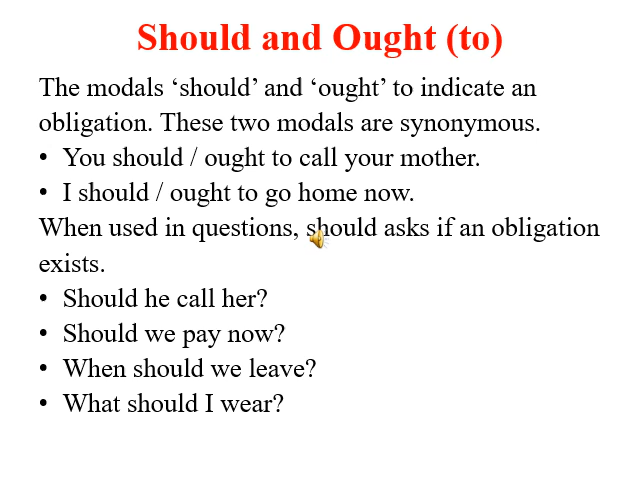 Should and Ought (to)
The modals ‘should’ and ‘ought’ to indicate an
obligation. These two modals are synonymous.
• You should / ought to call your mother.
• I should / ought to go home now.
When used in questions, should asks if an obligation
exists.
• Should he call her?
• Should we pay now?
• When should we leave?
• What should I wear?